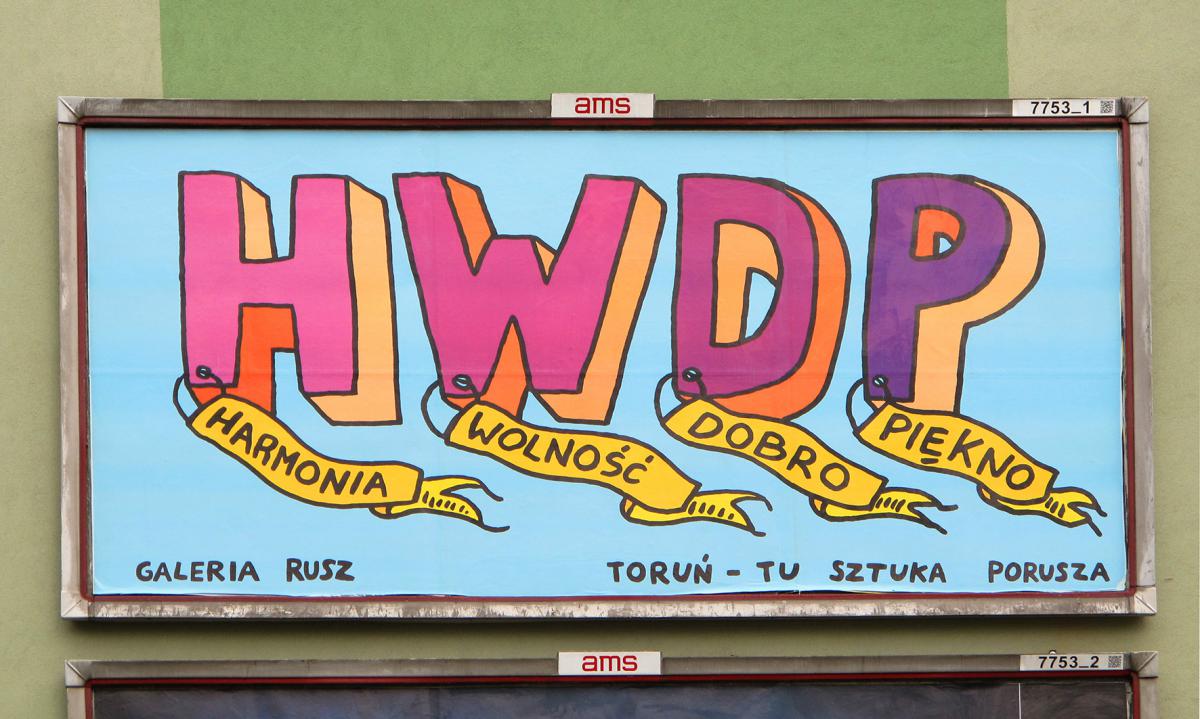 ams
7753_1
HWDP
HARMONIA
WOLNOŚĆ
DOBRO
PIĘKNO
GALERIA RUSZ
TORUŃ - TU SZTUKA PORUSZA
ams
7753_2